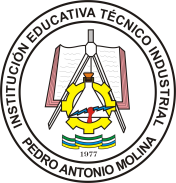 INSTITUCIÓN EDUCATIVA TÉCNICO INDUSTRIAL
1977
PEDRO ANTONIO MOLINA